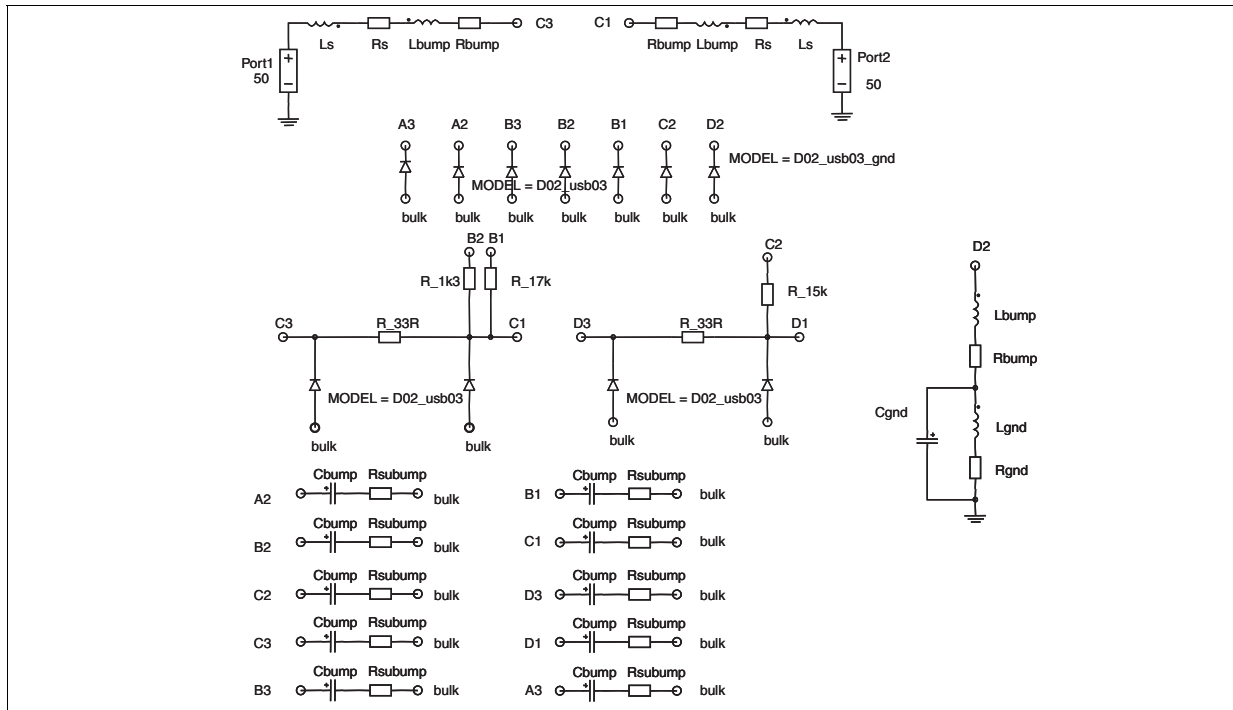 C3 C1
Ls Rs Lbump Rbump Rbump Lbump Rs Ls
Port1
50
+
−
Port2
50
+
−
A3 A2 B3 B2 B1 C2 D2
MODEL = D02_usb03_gnd
MODEL = D02_usb03
bulk bulk bulk bulk bulk bulk bulk
B2 B1
R_1k3 R_17k
C3 R_33R C1
MODEL = D02_usb03
bulk bulk
C2
R_15k
D3 R_33R D1
MODEL = D02_usb03
bulk bulk
D2
Lbump
Rbump
Cgnd
+
Lgnd
Rgnd
Cbump Rsubump
A2 + bulk
Cbump Rsubump
B1 + bulk
Cbump Rsubump
B2 + bulk
Cbump Rsubump
C1 + bulk
Cbump Rsubump
C2 + bulk
Cbump Rsubump
D3 + bulk
Cbump Rsubump
C3 + bulk
Cbump Rsubump
D1 + bulk
Cbump Rsubump
B3 + bulk
Cbump Rsubump
A3 + bulk